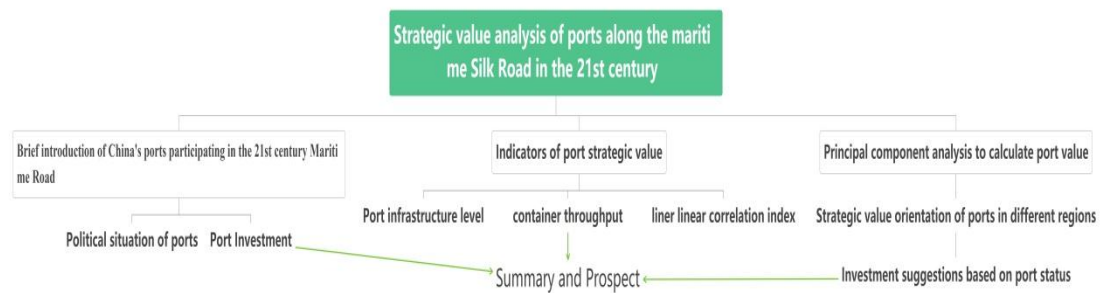 Strategic value analysis of ports along the mariti
me Silk Road in the 21st century
Brief introduction of China's ports participating in the 21st century Mariti
me Road
Indicators of port strategic value
Principal component analysis to calculate port value
Port infrastructure level
container throughput
liner linear correlation index
Strategic value orientation of ports in different regions
Political situation of ports
Port Investment
Summary and Prospect
Investment suggestions based on port status